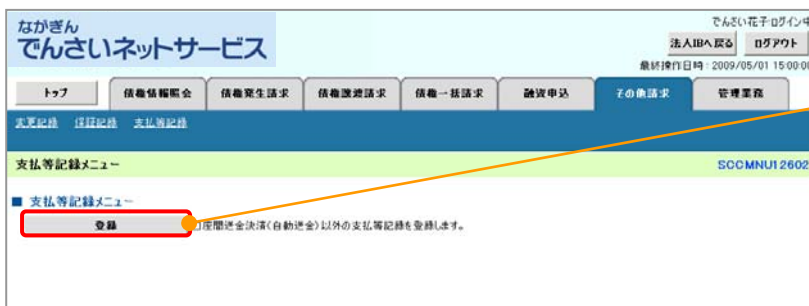 ながぎん
でんさいネットサービス
でんさい花子ログイン中
法人IBへ戻る ログアウト
最終操作日時：2009/05/01 15:00:00
トップ 債権情報照会 債権発生請求 債権譲渡請求 債権一括請求 融資申込 その他請求 管理業務
変更記録 保証記録 支払等記録
支払等記録メニュー SCCMNU12602
■ 支払等記録メニュー
登録 口座間送金決済(自動送金)以外の支払等記録を登録します。